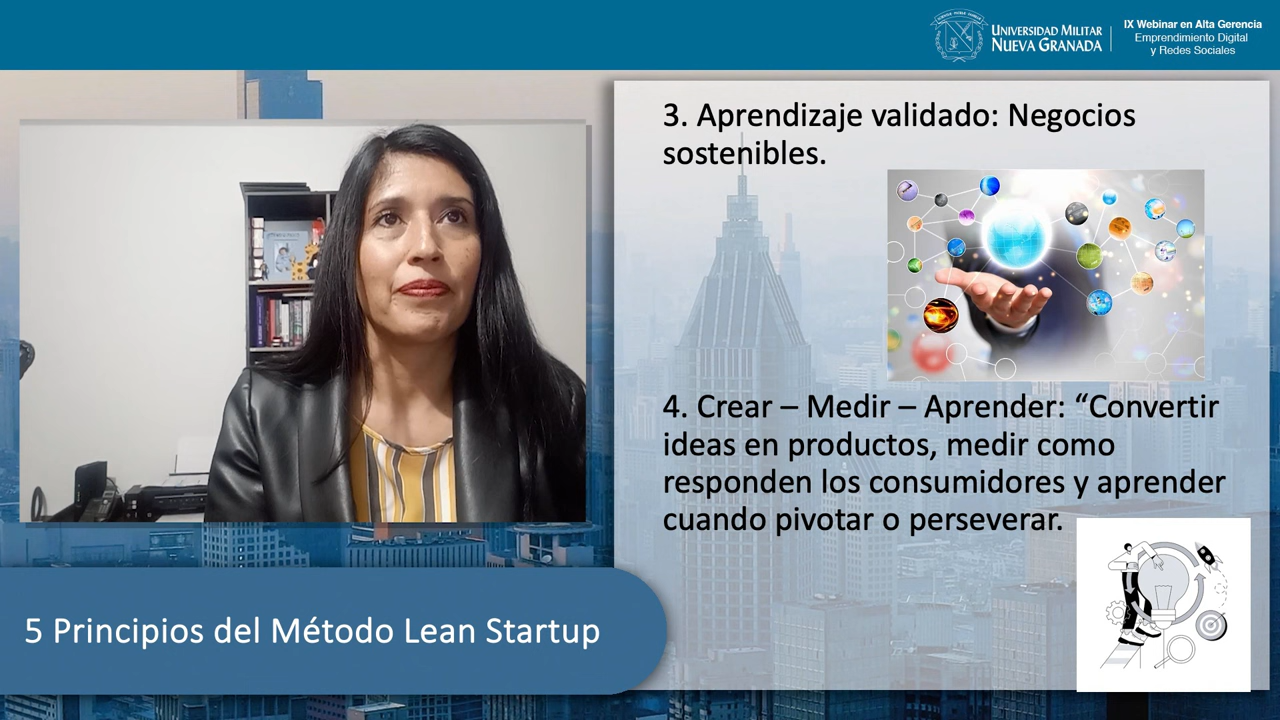 UNIVERSIDAD MILITAR
NUEVA GRANADA
IX Webinar en Alta Gerencia
Emprendimiento Digital
y Redes Sociales
3. Aprendizaje validado: Negocios
sostenibles.
4. Crear – Medir – Aprender: “Convertir
ideas en productos, medir como
responden los consumidores y aprender
cuando pivotar o perseverar.
5 Principios del Método Lean Startup